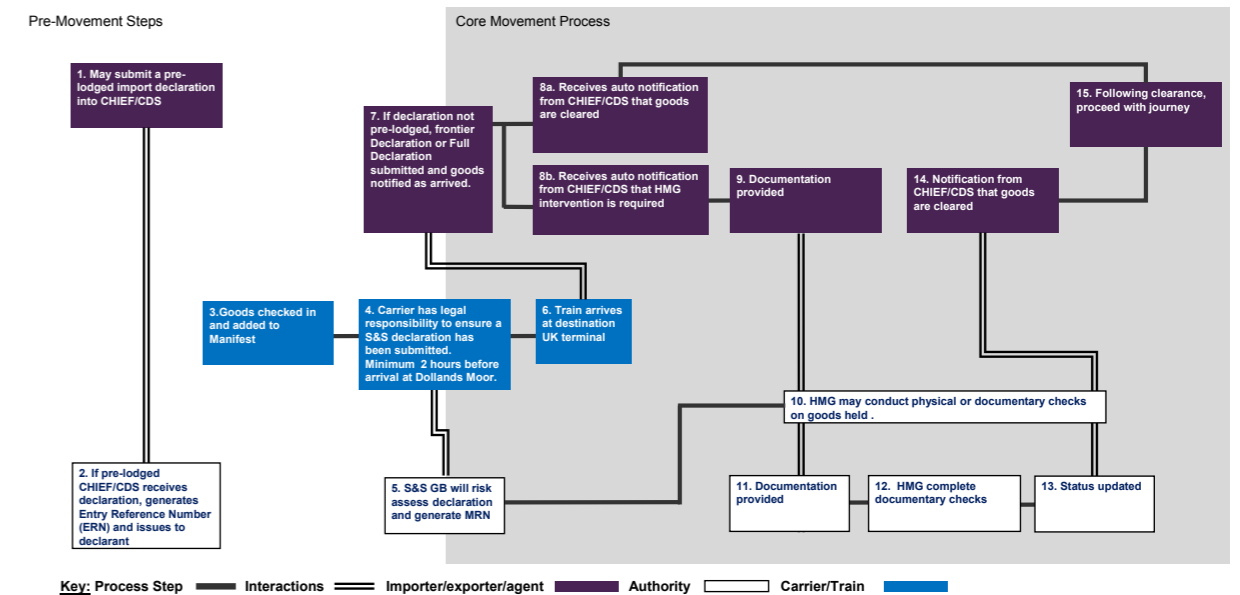 Pre-Movement Steps
Core Movement Process
1. May submit a pre-
lodged import declaration
into CHIEF/CDS
7. If declaration not
pre-lodged, frontier
Declaration or Full
Declaration
submitted and goods
notified as arrived.
8a. Receives auto notification
from CHIEF/CDS that goods
are cleared
15. Following clearance,
proceed with journey
8b. Receives auto notification
from CHIEF/CDS that HMG
intervention is required
9. Documentation
provided
14. Notification from
CHIEF/CDS that goods
are cleared
3.Goods checked in
and added to
Manifest
4. Carrier has legal
responsibility to ensure a
S&S declaration has
been submitted.
Minimum  2 hours before
arrival at Dollands Moor.
6. Train arrives
at destination
UK terminal
10. HMG may conduct physical or documentary checks
on goods held .
2. If pre-lodged
CHIEF/CDS receives
declaration, generates
Entry Reference Number
(ERN) and issues to
declarant
5. S&S GB will risk
assess declaration
and generate MRN
11. Documentation
provided
12.  HMG complete
documentary checks
13. Status updated
Key: Process Step Interactions Importer/exporter/agent Authority Carrier/Train